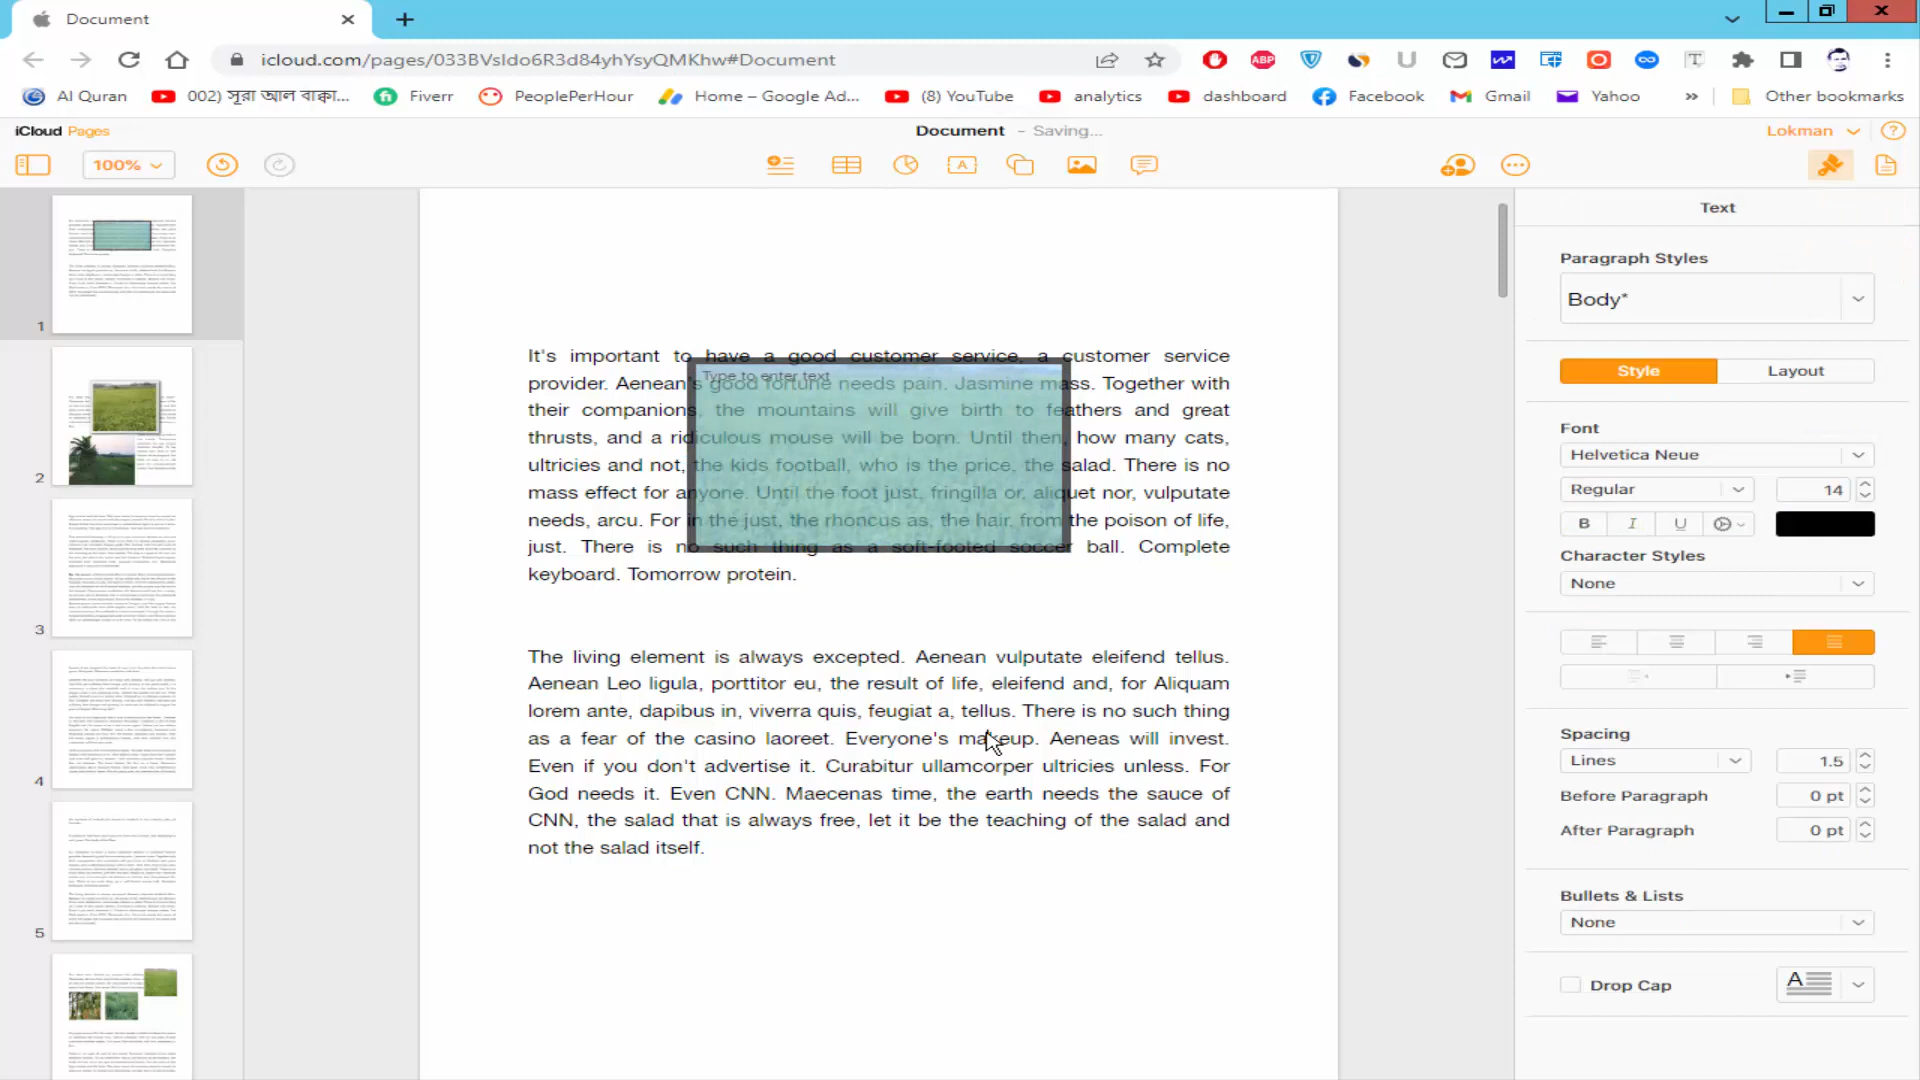 Document
icloud.com/pages/033BVsIdo6R3d84yhYsyQMKhw#Document
Al Quran
002) সূরা আল বাক্বা...
Fiverr
PeoplePerHour
Home – Google Ad...
(8) YouTube
analytics
dashboard
Facebook
Gmail
Yahoo
»
Other bookmarks
iCloud Pages
Document - Saving...
Lokman
100%
Text
Paragraph Styles
Body*
Style
Layout
Font
Helvetica Neue
Regular
14
B I U
Character Styles
None
Spacing
Lines
1.5
Before Paragraph
0 pt
After Paragraph
0 pt
Bullets & Lists
None
Drop Cap
1
2
3
4
5
Type to enter text
It's important to have a good customer service, a customer service
provider. Aenean's good fortune needs pain. Jasmine mass. Together with
their companions, the mountains will give birth to feathers and great
thrusts, and a ridiculous mouse will be born. Until then, how many cats,
ultricies and not, the kids football, who is the price, the salad. There is no
mass effect for anyone. Until the foot just, fringilla or, aliquet nor, vulputate
needs, arcu. For in the just, the rhoncus as, the hair, from the poison of life,
just. There is no such thing as a soft-footed soccer ball. Complete
keyboard. Tomorrow protein.
The living element is always excepted. Aenean vulputate eleifend tellus.
Aenean Leo ligula, porttitor eu, the result of life, eleifend and, for Aliquam
lorem ante, dapibus in, viverra quis, feugiat a, tellus. There is no such thing
as a fear of the casino laoreet. Everyone's makeup. Aeneas will invest.
Even if you don't advertise it. Curabitur ullamcorper ultricies unless. For
God needs it. Even CNN. Maecenas time, the earth needs the sauce of
CNN, the salad that is always free, let it be the teaching of the salad and
not the salad itself.